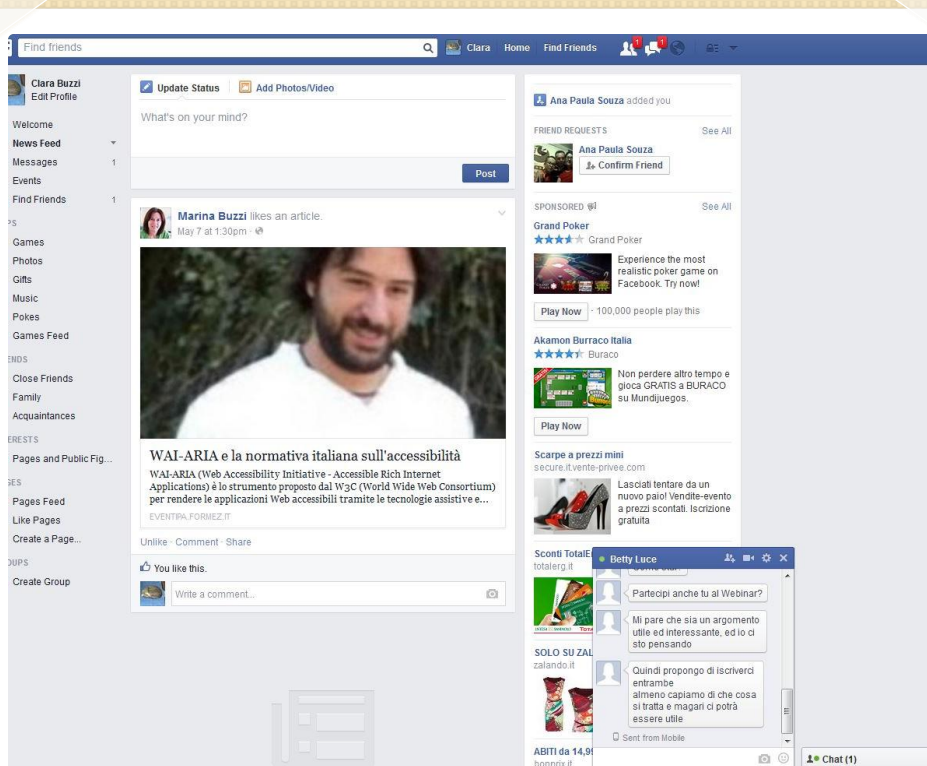 Find friends
Clara Home Find Friends 1 1
Clara Buzzi
Edit Profile
Welcome
News Feed
Messages 1
Events
Find Friends 1
Games
Photos
Gifts
Music
Pokes
Games Feed
Close Friends
Family
Acquaintances
Pages and Public Fig...
Pages Feed
Like Pages
Create a Page...
Create Group
Update Status Add Photos/Video
What's on your mind?
Post
Marina Buzzi likes an article.
May 7 at 1:30pm ·
WAI-ARIA e la normativa italiana sull'accessibilità
WAI-ARIA (Web Accessibility Initiative - Accessible Rich Internet
Applications) è lo strumento proposto dal W3C (World Wide Web Consortium)
per rendere le applicazioni Web accessibili tramite le tecnologie assistive e...
EVENTIPA.FORMEZ.IT
Unlike · Comment · Share
You like this.
Write a comment...
Ana Paula Souza added you
FRIEND REQUESTS See All
Ana Paula Souza
Confirm Friend
SPONSORED See All
Grand Poker
Grand Poker
Experience the most
realistic poker game on
Facebook. Try now!
Play Now · 100,000 people play this
Akamon Burraco Italia
Buraco
Non perdere altro tempo e
gioca GRATIS a BURACO
su Mundijuegos.
Play Now
Scarpe a prezzi mini
secure.it.vente-privee.com
Lasciati tentare da un
nuovo paio! Vendite-evento
a prezzi scontati. Iscrizione
gratuita
Sconti TotalE
totalerg.it
SOLO SU ZAL
zalando.it
ABITI da 14,9
bonprix.it
Betty Luce
Partecipi anche tu al Webinar?
Mi pare che sia un argomento
utile ed interessante, ed io ci
sto pensando
Quindi propongo di iscriverci
entrambe
almeno capiamo di che cosa
si tratta e magari ci potrà
essere utile
Sent from Mobile
Chat (1)